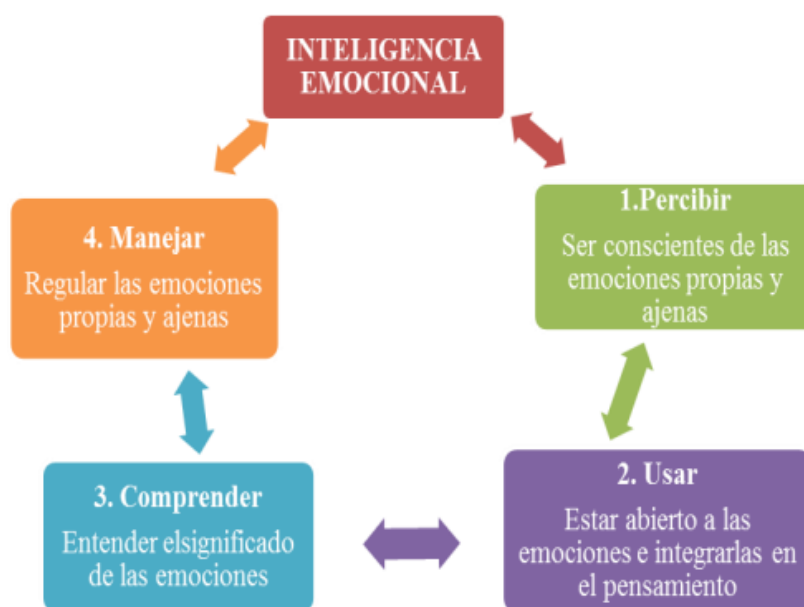 INTELIGENCIA
EMOCIONAL
1.Percibir
Ser conscientes de las
emociones propias y
ajenas
2. Usar
Estar abierto a las
emociones e integrarlas en
el pensamiento
3. Comprender
Entender elsignificado
de las emociones
4. Manejar
Regular las emociones
propias y ajenas